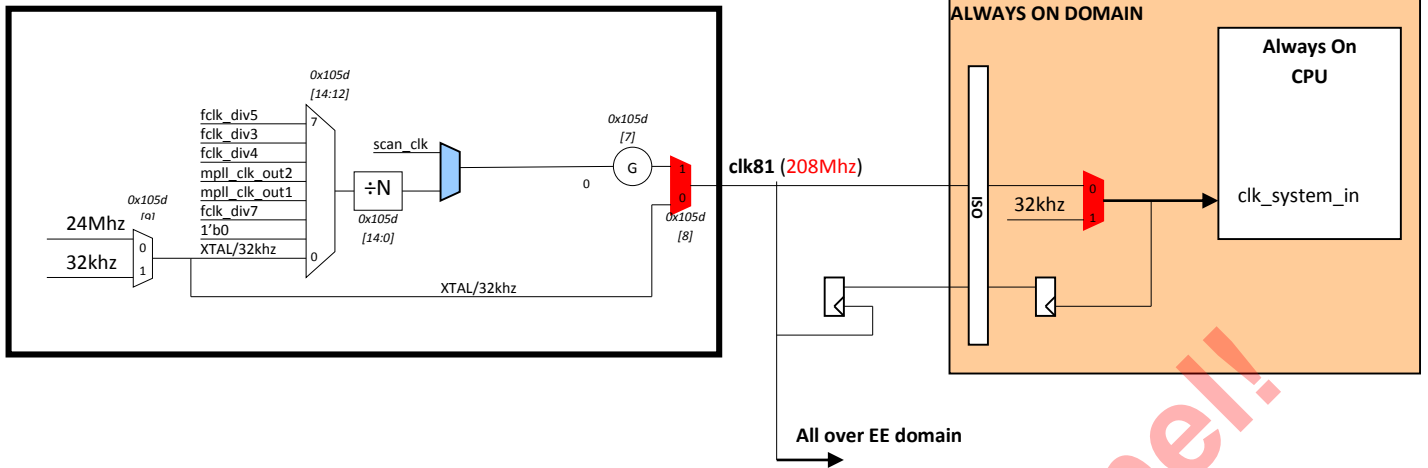 ALWAYS ON DOMAIN
Always On
CPU
0x105d
[14:12]
fclk_div5
7
fclk_div3
fclk_div4
mpll_clk_out2
mpll_clk_out1
fclk_div7
1'b0
XTAL/32khz
0
scan_clk
÷N
0x105d
[14:0]
0x105d
[7]
G
0
1
0
0x105d
[8]
clk81 (208Mhz)
0x105d
24Mhz
0
32khz
1
XTAL/32khz
ISO
32khz
0
1
clk_system_in
All over EE domain